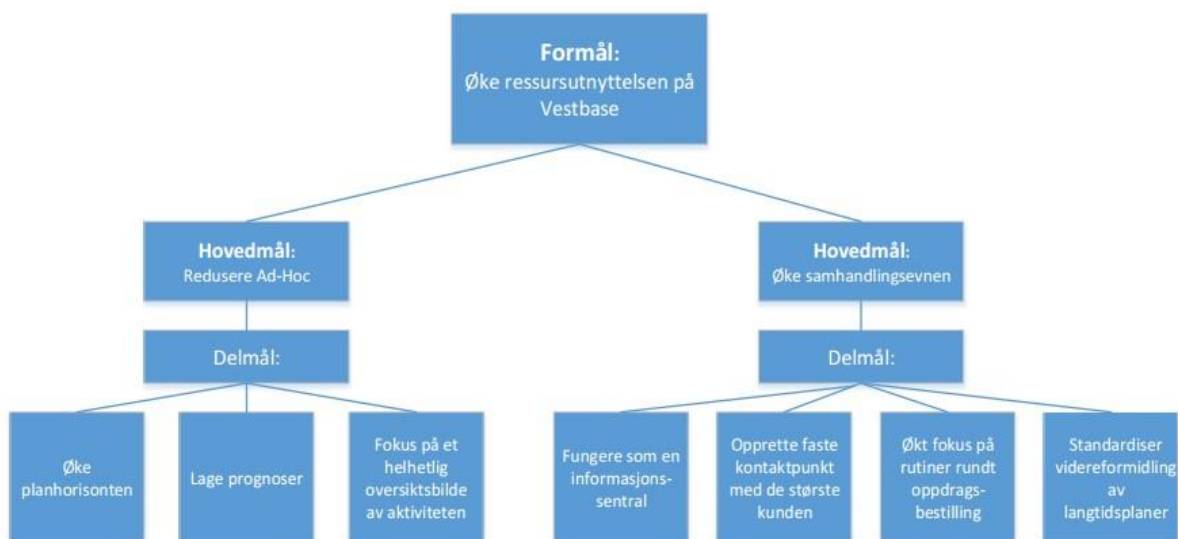 Formål:
Øke ressursutnyttelsen på
Vestbase
Hovedmål:
Redusere Ad-Hoc
Hovedmål:
Øke samhandlingsevnen
Delmål:
Delmål:
Øke
planhorisonten
Lage prognoser
Fokus på et
helhetlig
oversiktsbilde
av aktiviteten
Fungere som en
informasjons-
sentral
Opprette faste
kontaktpunkt
med de største
kunden
Økt fokus på
rutiner rundt
oppdrags-
bestilling
Standardiser
videreformidling
av
langtidsplaner